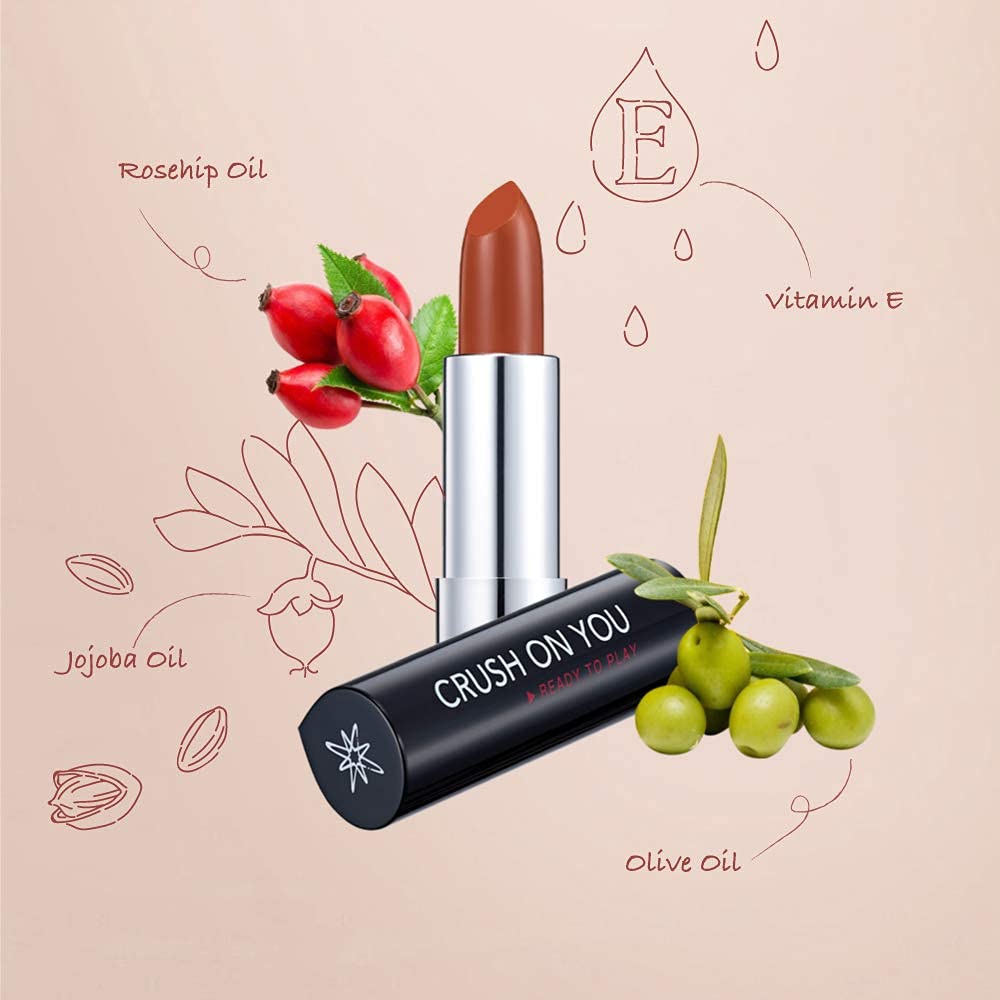 E
Rosehip Oil
Vitamin E
CRUSH ON YOU
▶ READY TO PLAY
Jojoba Oil
Olive Oil